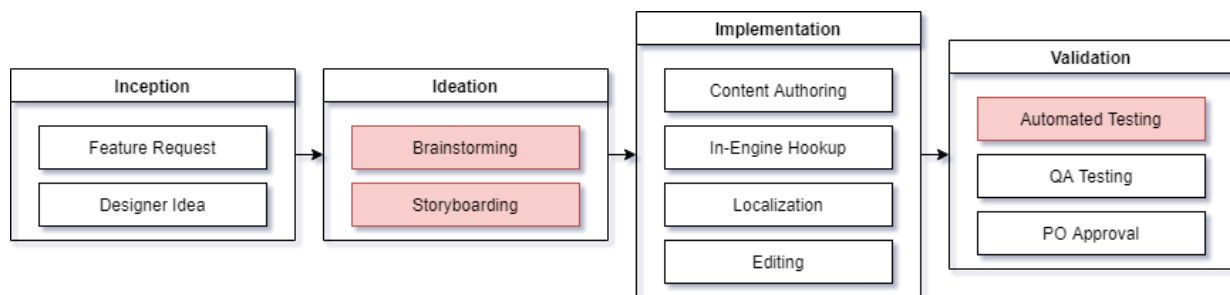 Inception
Feature Request
Designer Idea
Ideation
Brainstorming
Storyboarding
Implementation
Content Authoring
In-Engine Hookup
Localization
Editing
Validation
Automated Testing
QA Testing
PO Approval